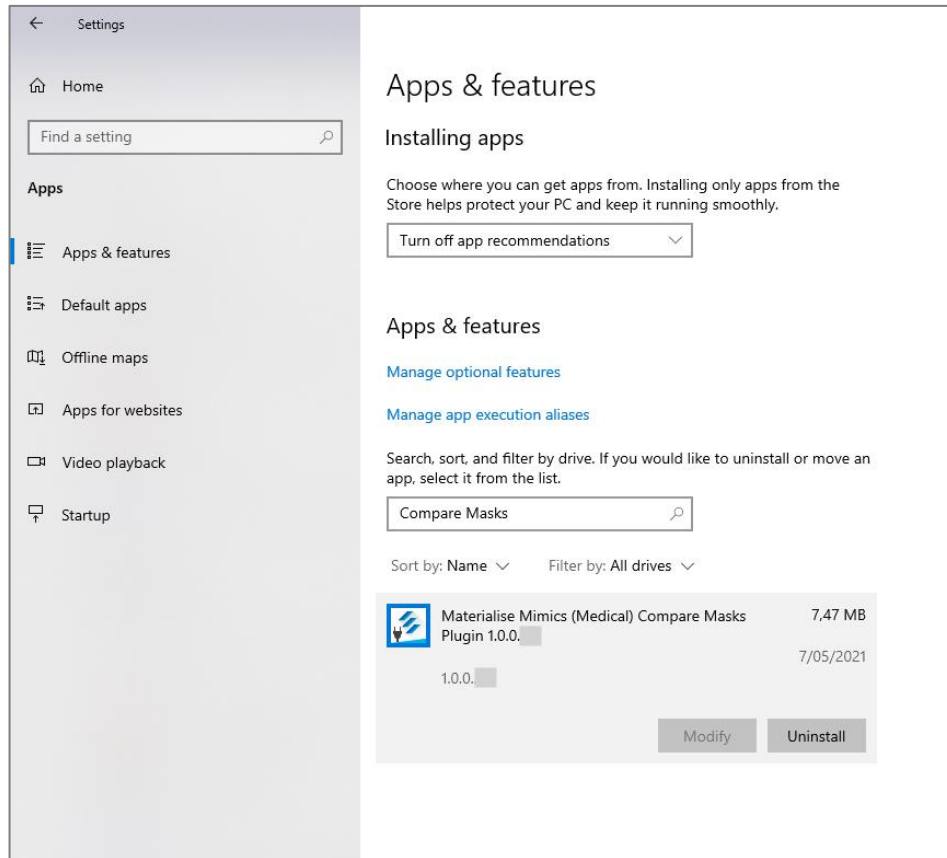 Settings
Home
Find a setting
Apps
Apps & features
Default apps
Offline maps
Apps for websites
Video playback
Startup
Apps & features
Installing apps
Choose where you can get apps from. Installing only apps from the
Store helps protect your PC and keep it running smoothly.
Turn off app recommendations
Apps & features
Manage optional features
Manage app execution aliases
Search, sort, and filter by drive. If you would like to uninstall or move an
app, select it from the list.
Compare Masks
Sort by: Name
Filter by: All drives
Materialise Mimics (Medical) Compare Masks
Plugin 1.0.0.
7,47 MB
7/05/2021
1.0.0.
Modify
Uninstall